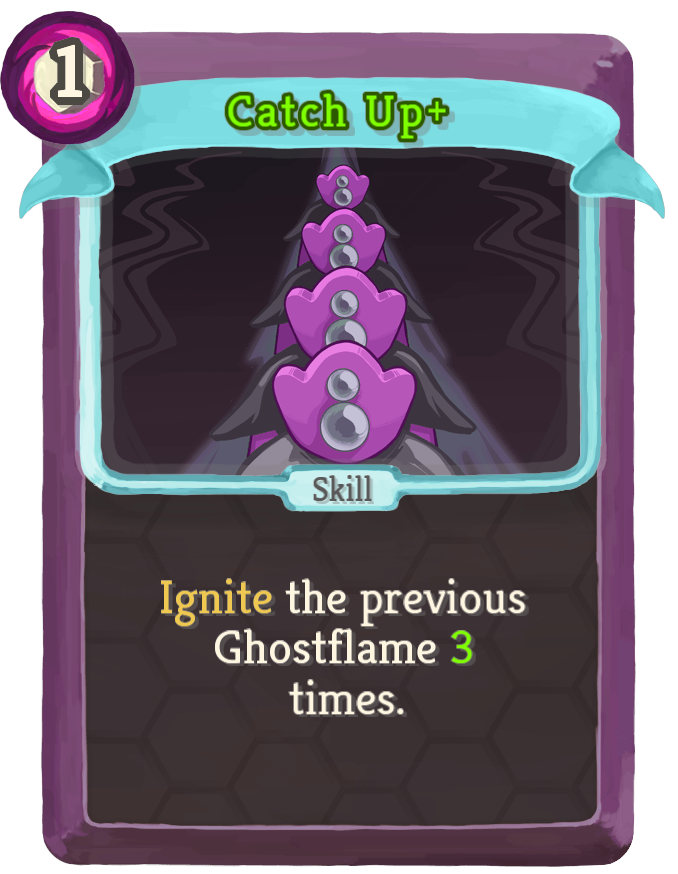 1
Catch Up+
Skill
Ignite the previous
Ghostflame 3
times.